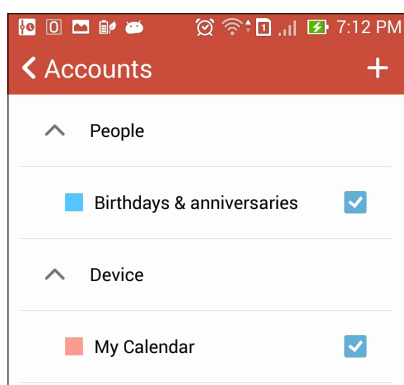 7:12 PM
Accounts
People
Birthdays & anniversaries
Device
My Calendar